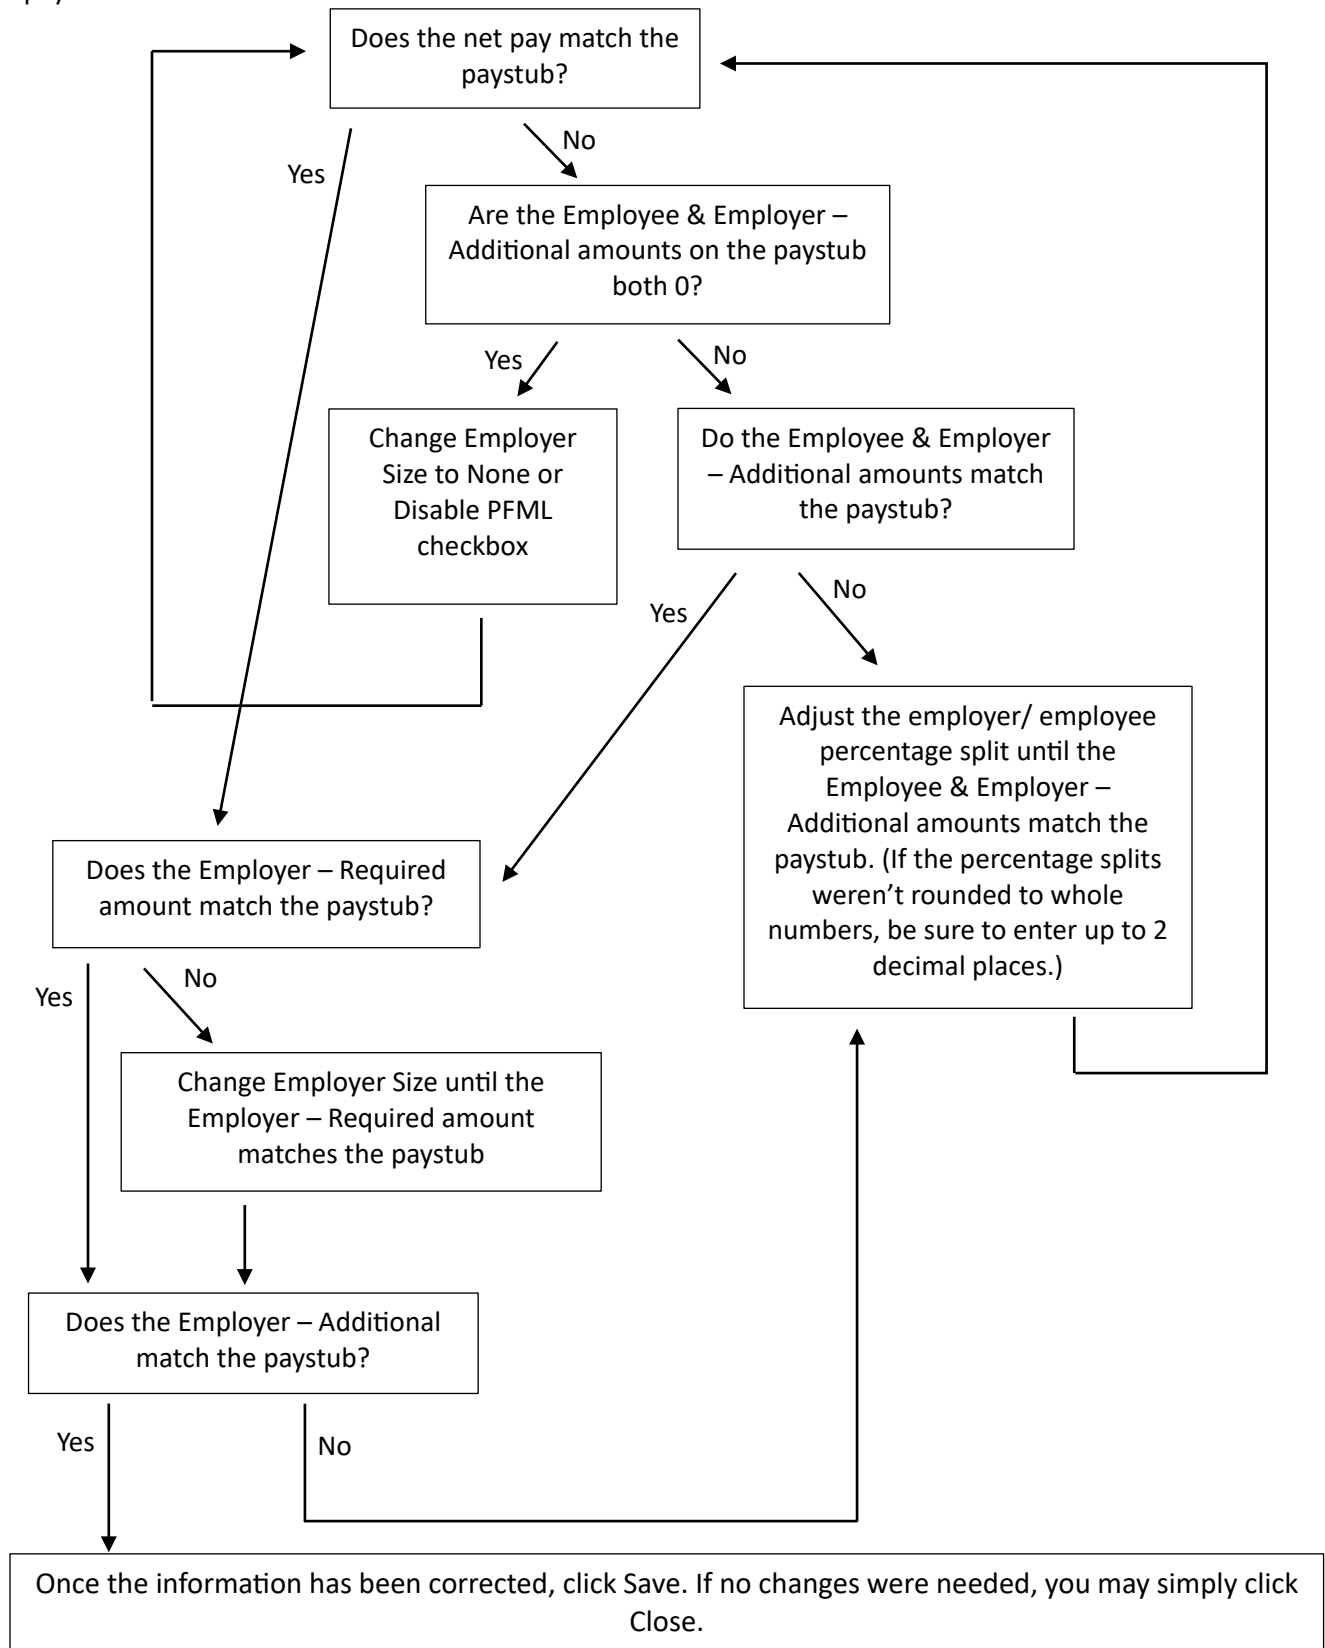 Does the net pay match the
paystub?
No
Yes
Are the Employee & Employer –
Additional amounts on the paystub
both 0?
Yes
No
Change Employer
Size to None or
Disable PFML
checkbox
Do the Employee & Employer
– Additional amounts match
the paystub?
No
Yes
Adjust the employer/ employee
percentage split until the
Employee & Employer –
Additional amounts match the
paystub. (If the percentage splits
weren’t rounded to whole
numbers, be sure to enter up to 2
decimal places.)
Does the Employer – Required
amount match the paystub?
No
Yes
Change Employer Size until the
Employer – Required amount
matches the paystub
Does the Employer – Additional
match the paystub?
Yes
No
Once the information has been corrected, click Save. If no changes were needed, you may simply click
Close.